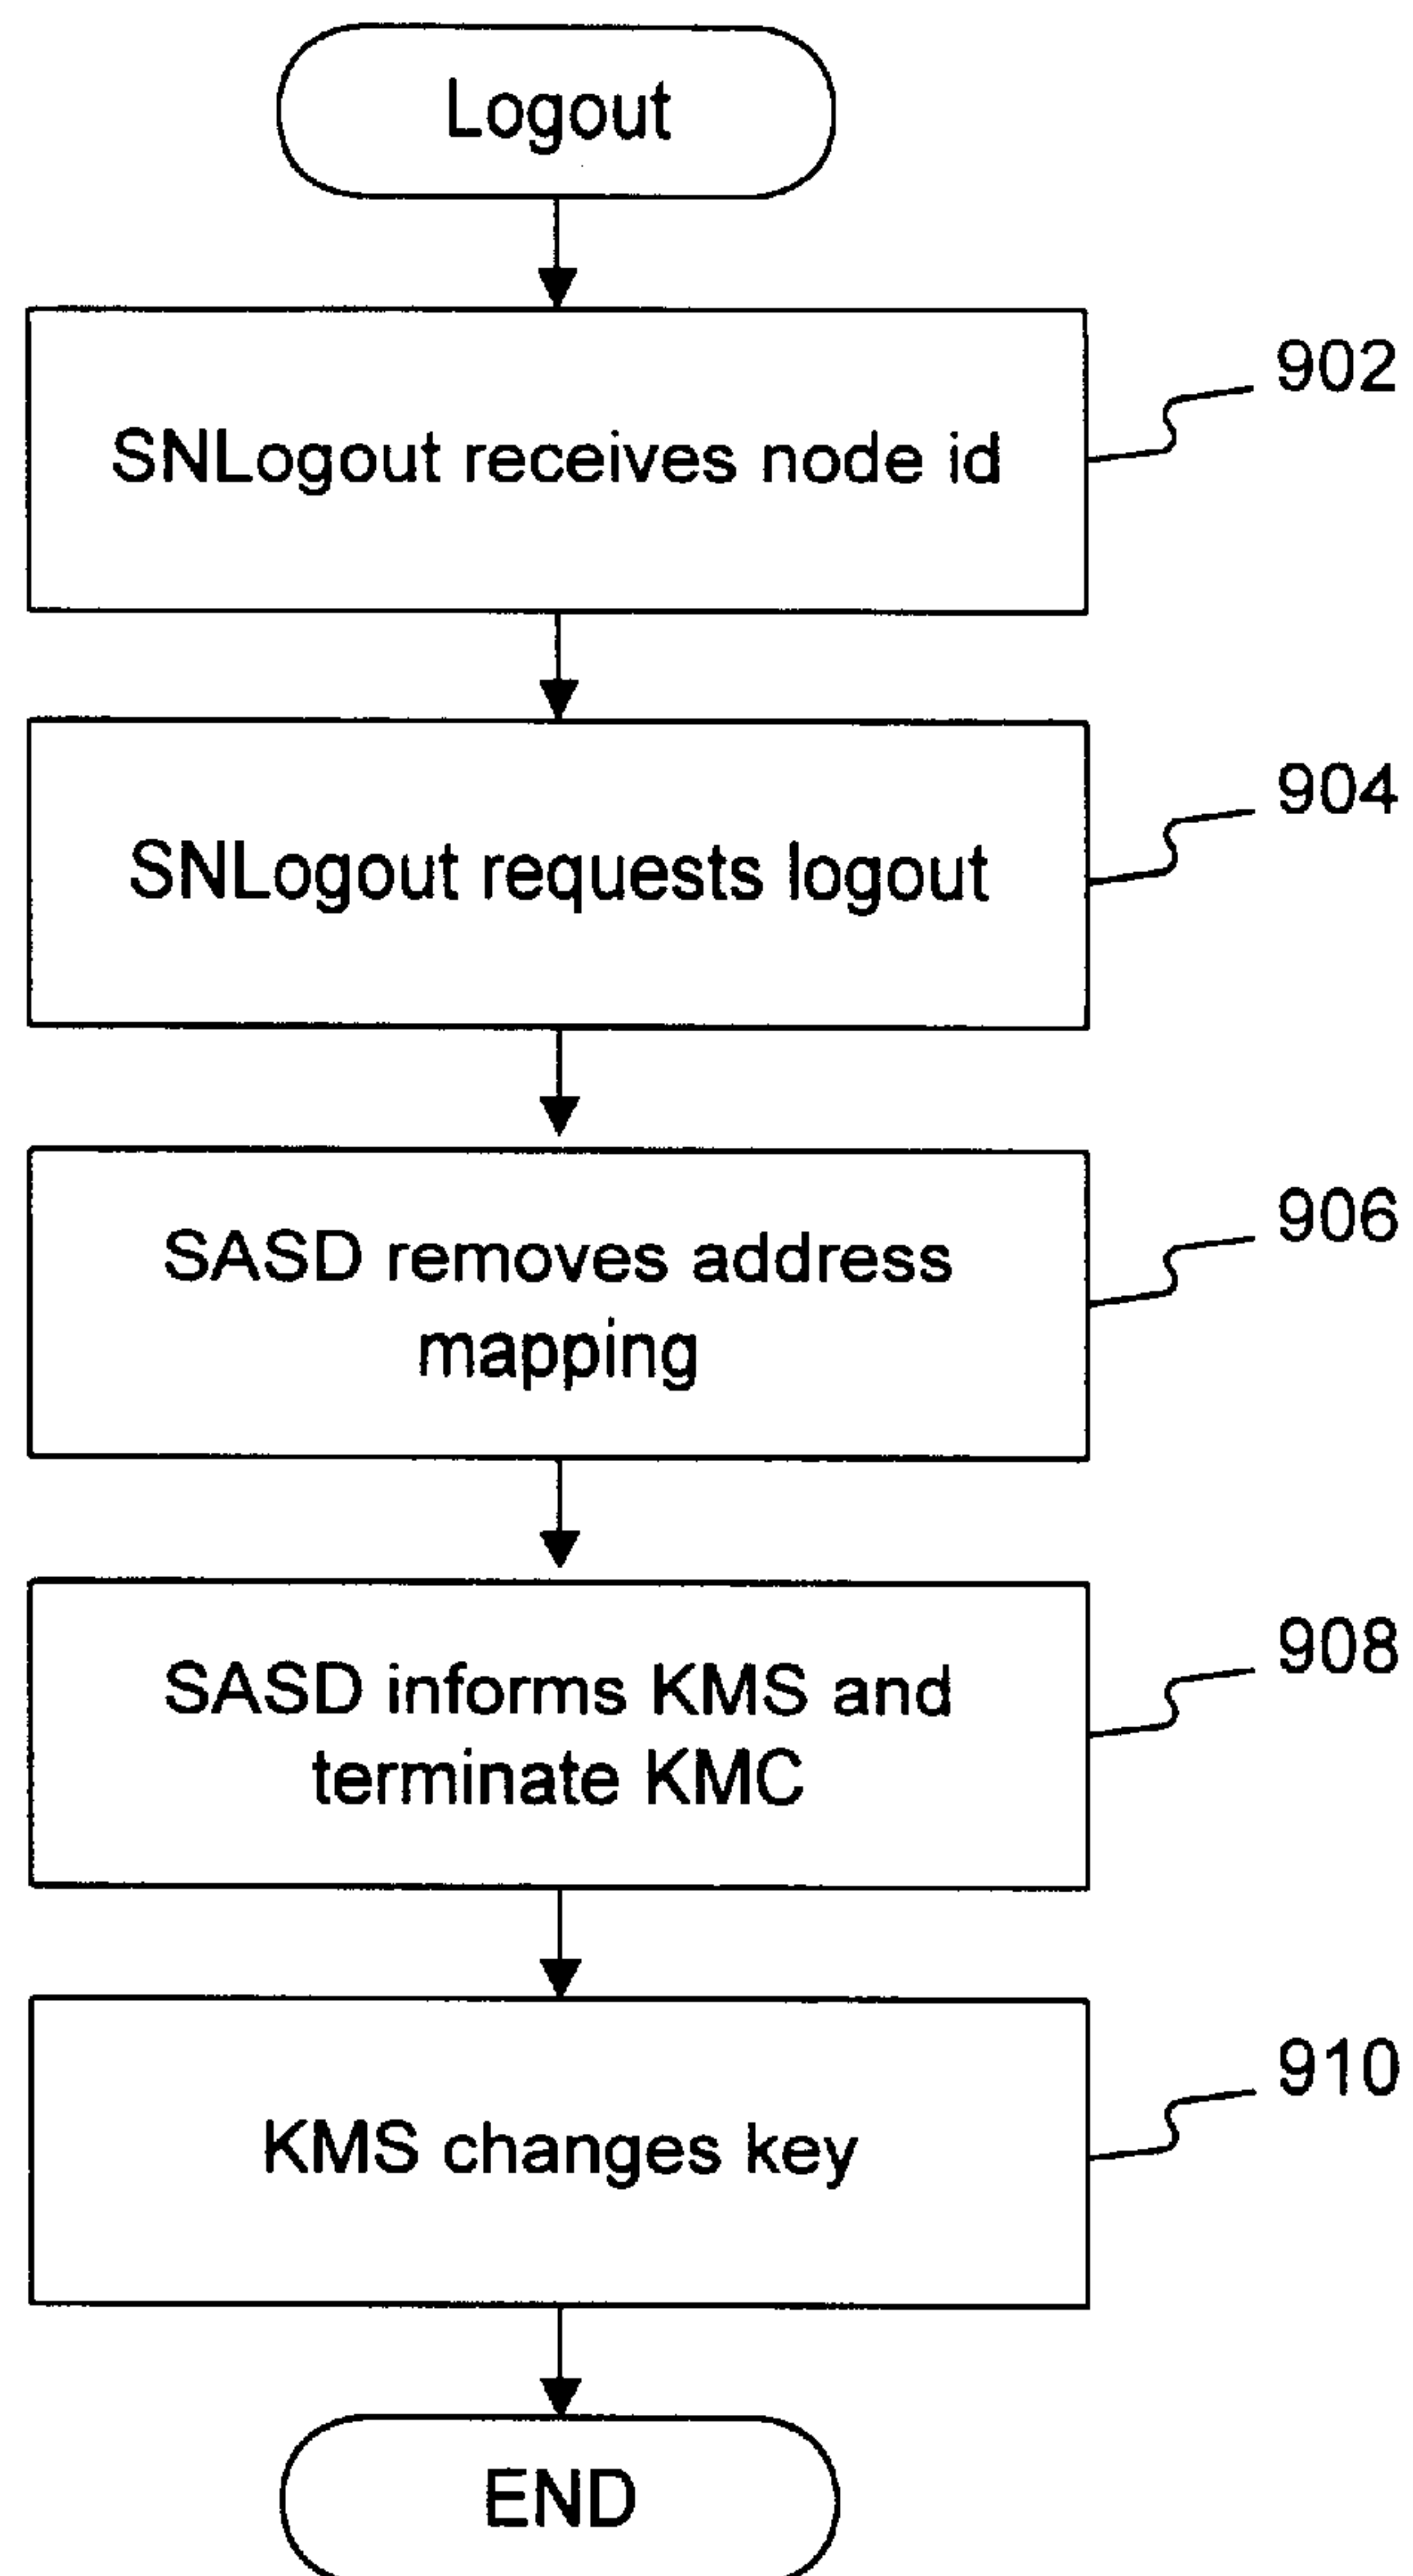 Logout
SNLogout receives node id
902
SNLogout requests logout
904
SASD removes address
mapping
906
SASD informs KMS and
terminate KMC
908
KMS changes key
910
END